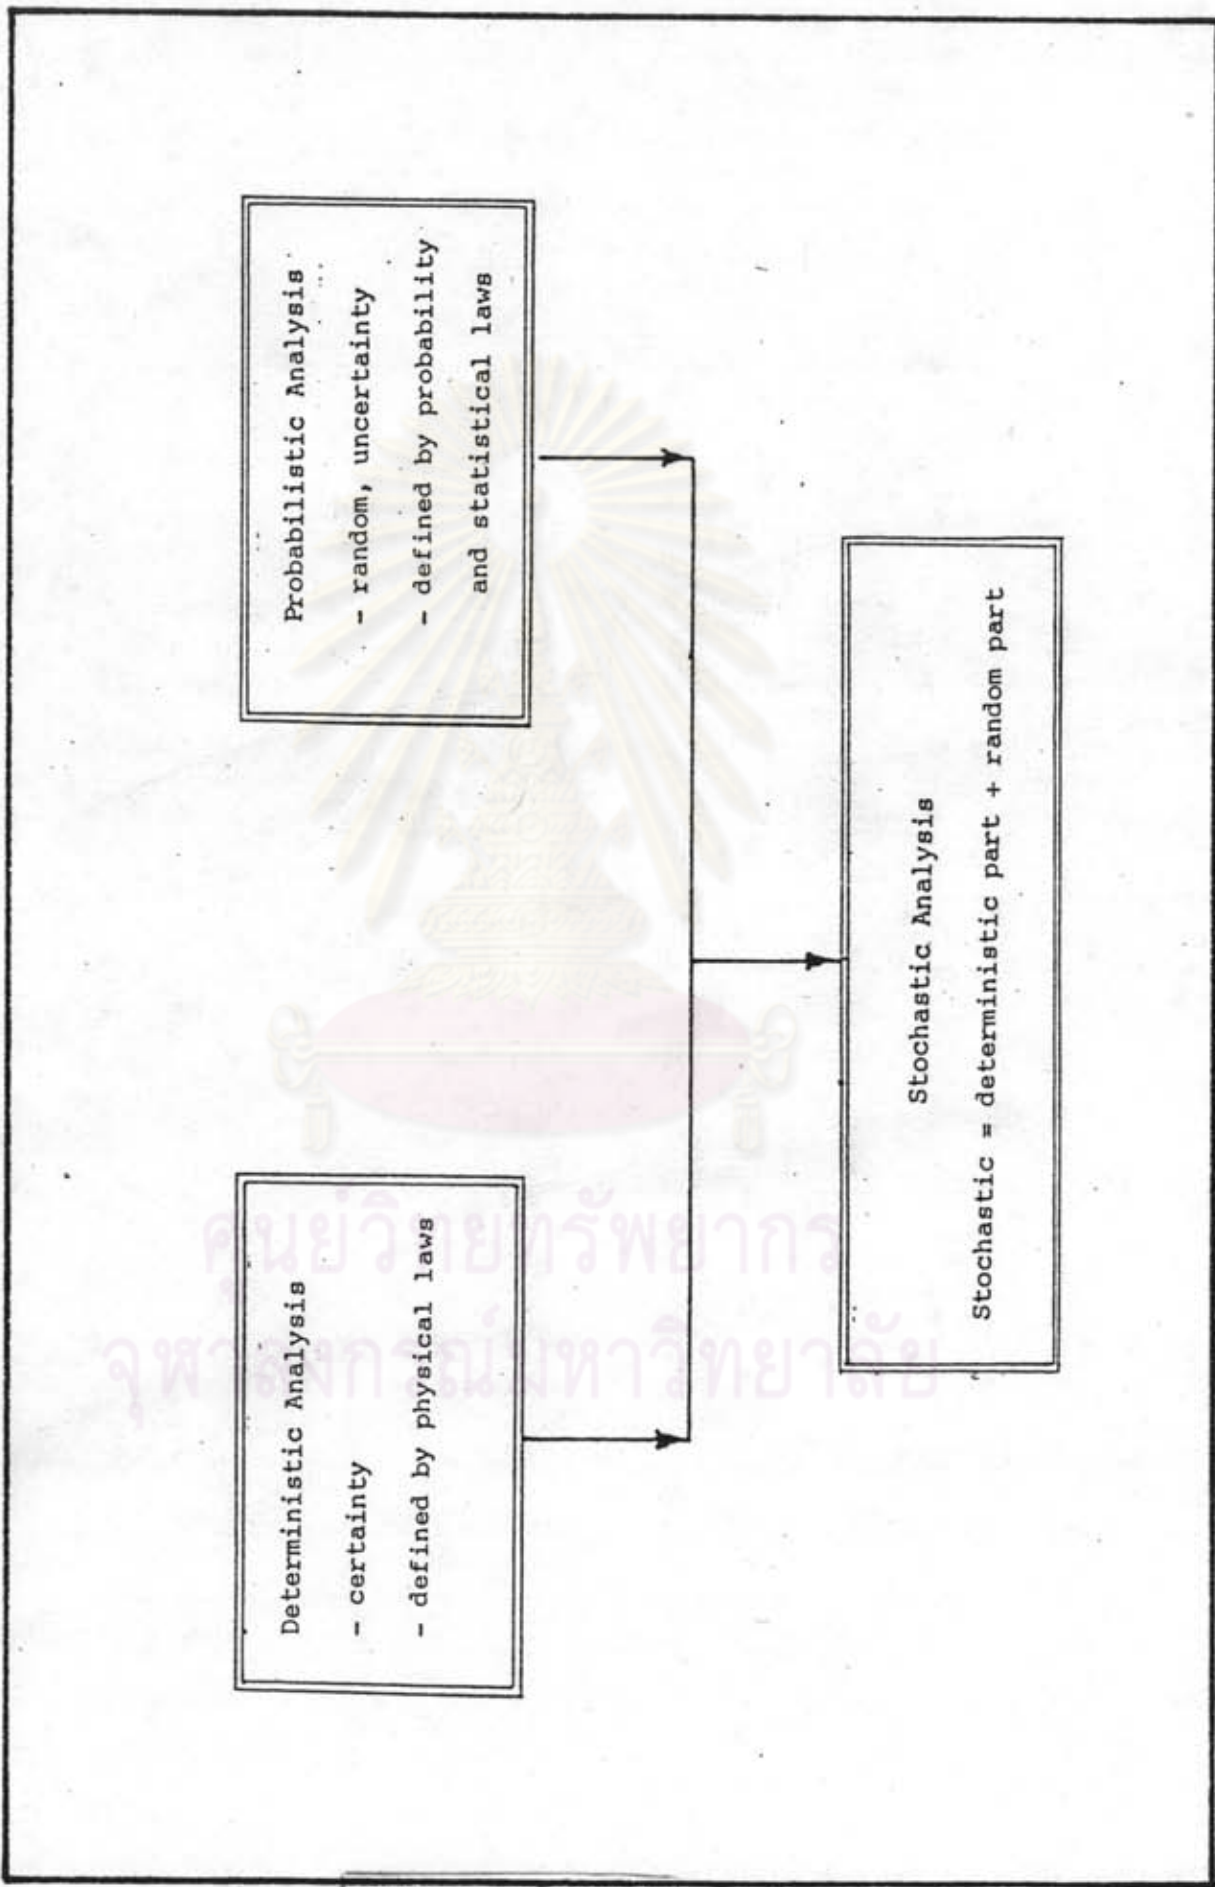 Deterministic Analysis
- certainty
- defined by physical laws
Probabilistic Analysis
- random, uncertainty
- defined by probability
and statistical laws
Stochastic Analysis
Stochastic = deterministic part + random part
ศูนย์วิทยทรัพยากร
จุฬาลงกรณ์มหาวิทยาลัย